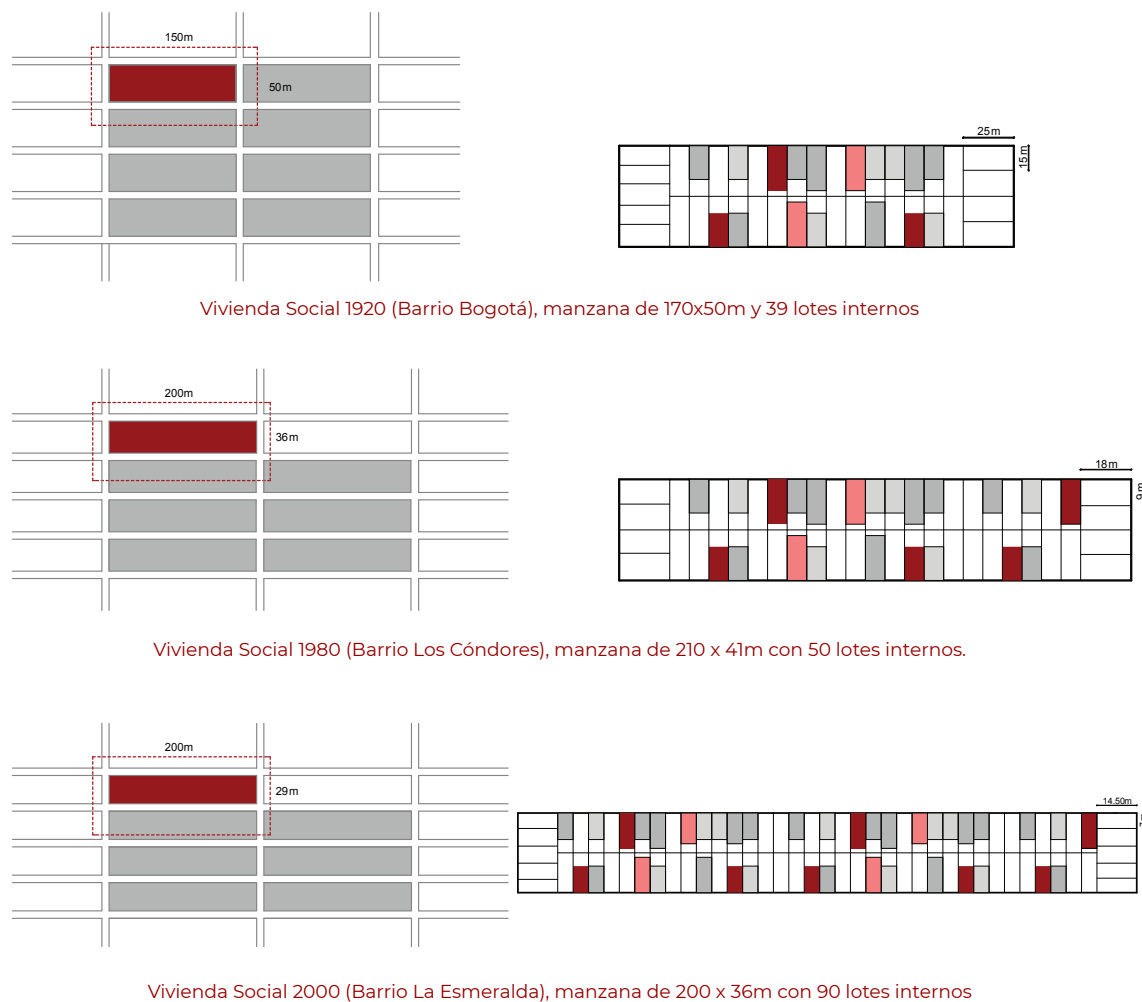 150m
50m
25m
15m
Vivienda Social 1920 (Barrio Bogotá), manzana de 170x50m y 39 lotes internos
200m
36m
18m
9m
Vivienda Social 1980 (Barrio Los Cóndores), manzana de 210 x 41m con 50 lotes internos.
200m
29m
14.50m
Vivienda Social 2000 (Barrio La Esmeralda), manzana de 200 x 36m con 90 lotes internos